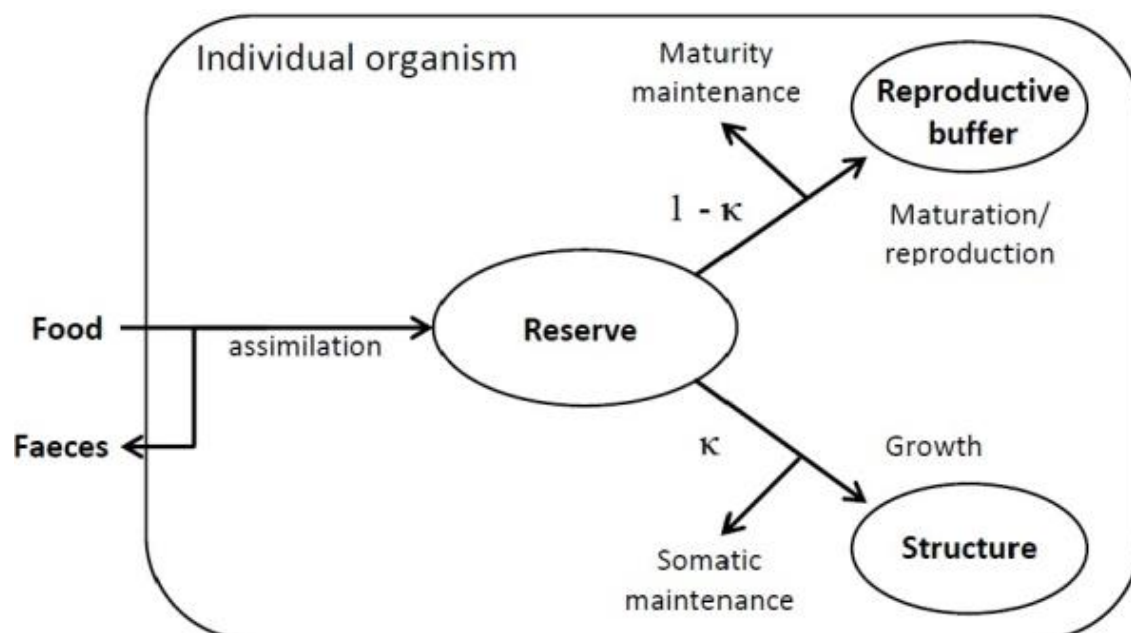 Individual organism
Maturity
maintenance
Reproductive
buffer
1 - κ
Maturation/
reproduction
Food
assimilation
Reserve
Faeces
κ
Growth
Somatic
maintenance
Structure